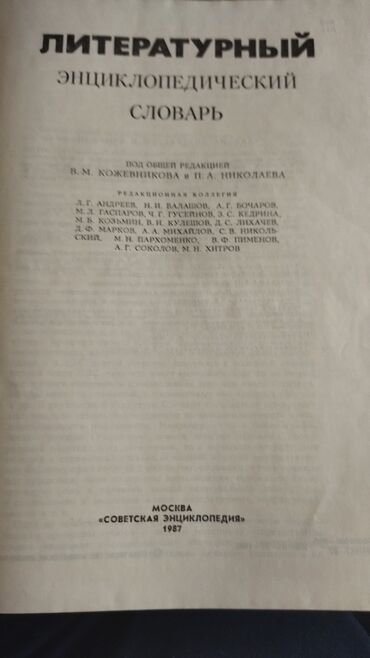 ЛИТЕРАТУРНЫЙ
ЭНЦИКЛОПЕДИЧЕСКИЙ
СЛОВАРЬ
ПОД ОБЩЕЙ РЕДАКЦИЕЙ
В. М. КОЖЕВНИКОВА и П. А. НИКОЛАЕВА
РЕДАКЦИОННАЯ КОЛЛЕГИЯ
Л. Г. АНДРЕЕВ, Н. И. БАЛАШОВ, А. Г. БОЧАРОВ,
М. Л. ГАСПАРОВ, Ч. Г. ГУСЕЙНОВ, З. С. КЕДРИНА,
М. Б. КОЗЬМИН, В. И. КУЛЕШОВ, Д. С. ЛИХАЧЕВ,
Д. Ф. МАРКОВ, А. А. МИХАЙЛОВ, С. В. НИКОЛЬ-
СКИЙ, М. Н. ПАРХОМЕНКО, В. Ф. ПИМЕНОВ,
А. Г. СОКОЛОВ, М. Н. ХИТРОВ
МОСКВА
«СОВЕТСКАЯ ЭНЦИКЛОПЕДИЯ»
1987